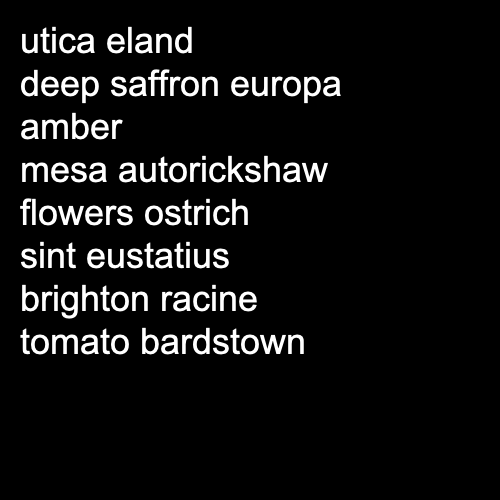 utica eland
deep saffron europa
amber
mesa autorickshaw
flowers ostrich
sint eustatius
brighton racine
tomato bardstown